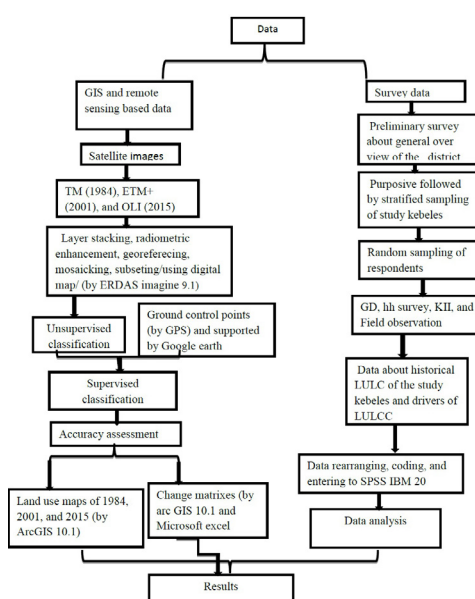 Data
GIS and remote
sensing based data
Satellite images
TM (1984), ETM+
(2001), and OLI (2015)
Layer stacking, radiometric
enhancement, georeferecing,
mosaicking, subseting/using digital
map/ (by ERDAS imagine 9.1)
Unsupervised
classification
Ground control points
(by GPS) and supported
by Google earth
Supervised
classification
Accuracy assessment
Land use maps of 1984,
2001, and 2015 (by
ArcGIS 10.1)
Change matrixes (by
arc GIS 10.1 and
Microsoft excel
Survey data
Preliminary survey
about general over
view of the district
Purposive followed
by stratified sampling
of study kebeles
Random sampling of
respondents
GD, hh survey, KII, and
Field observation
Data about historical
LULC of the study
kebeles and drivers of
LULCC
Data rearranging, coding, and
entering to SPSS IBM 20
Data analysis
Results